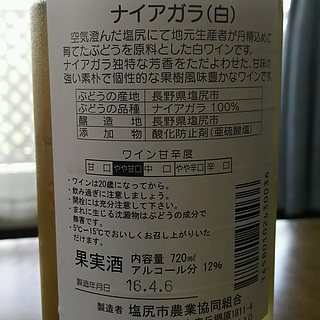 ナイアガラ(白)
空気澄んだ塩尻にて地元生産者が丹精込めて
育てたぶどうを原料とした白ワインです。
ナイアガラ独特な芳香をただよわせた、甘味の
強い素朴で個性的な果樹風味豊かなワインです。
ぶどうの産地 長野県塩尻市
ぶどうの品種 ナイアガラ 100%
醸造地 長野県塩尻市
添加物 酸化防止剤(亜硫酸塩)
ワイン甘辛度
甘口 やや甘口 中口 やや辛口 辛口
・ワインは20歳になってから。
・飲み過ぎに注意しましょう。
・開栓には充分注意して下さい。
・まれに生じる沈澱物はぶどうの成分で
無害です。
・5℃〜15℃でおいしくお召し上がりいた
だけます。
果実酒 内容量 720ml
アルコール分 12%
製造年月日 16.4.6
製造者 塩尻市農業協同組合